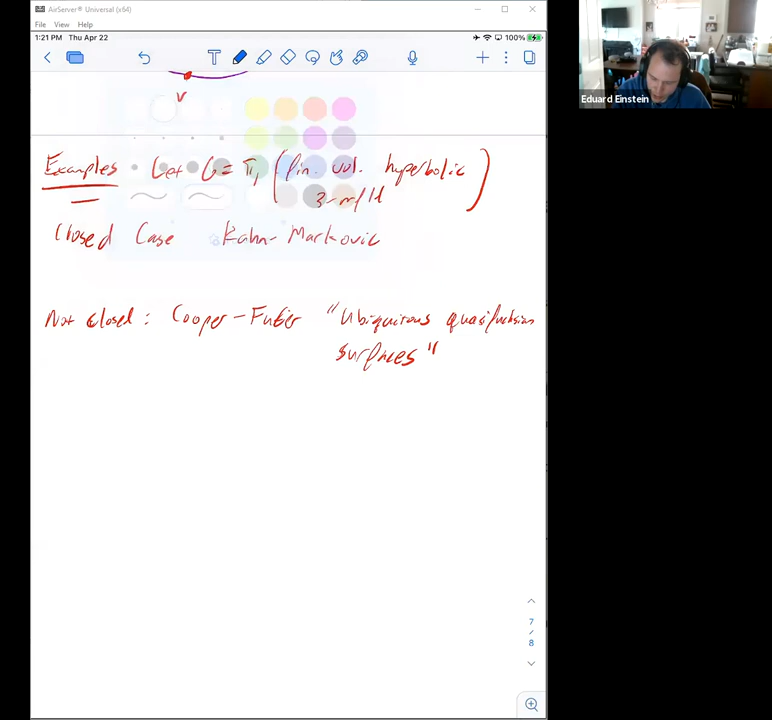 AirServer® Universal (x64)
File View Help
1:21 PM Thu Apr 22
100%
Eduard Einstein
v
Examples Let G = π₁ (fin. vol. hyperbolic
3-mfld)
Closed Case Kahn-Markovic
Not closed : Cooper - Futer "Ubiquitous quasifuchsian
surfaces"
7
/
8